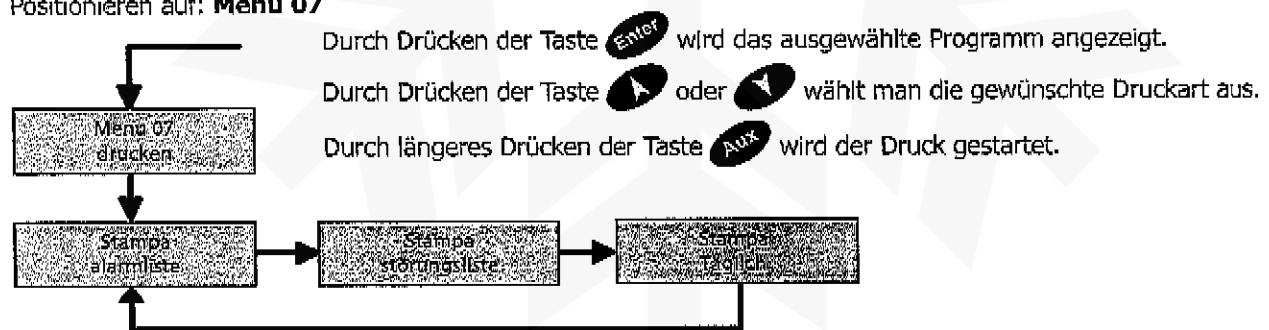 Positionieren auf: Menu 07
Durch Drücken der Taste Enter wird das ausgewählte Programm angezeigt.
Durch Drücken der Taste oder wählt man die gewünschte Druckart aus.
Durch längeres Drücken der Taste Aux wird der Druck gestartet.
Menu 07
drucken
Stampa
alarmliste
Stampa
störungsliste
Stampa
Täglich